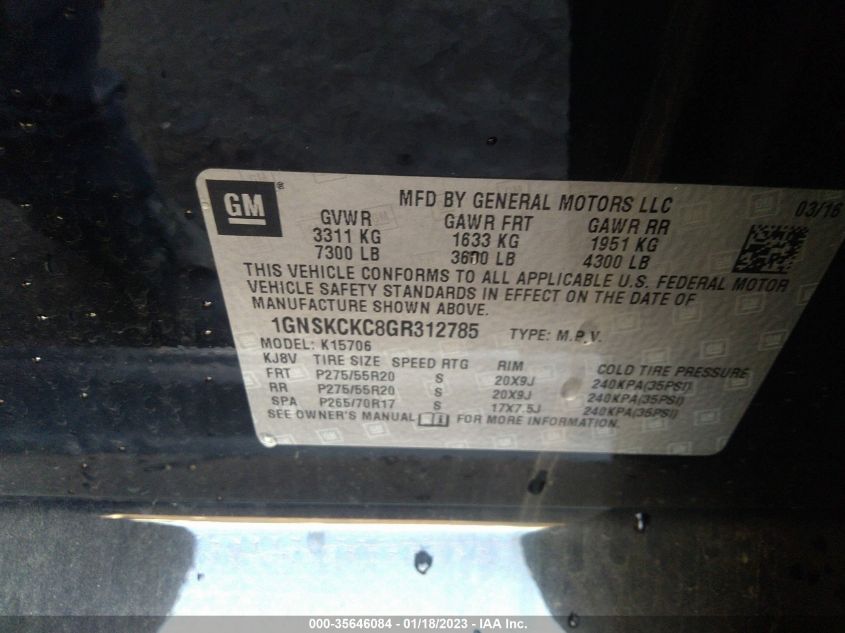 GM ®
MFD BY GENERAL MOTORS LLC
03/16
GVWR GAWR FRT GAWR RR
3311 KG 1633 KG 1951 KG
7300 LB 3600 LB 4300 LB
THIS VEHICLE CONFORMS TO ALL APPLICABLE U.S. FEDERAL MOTOR
VEHICLE SAFETY STANDARDS IN EFFECT ON THE DATE OF
MANUFACTURE SHOWN ABOVE.
1GNSKCKC8GR312785 TYPE: M.P.V.
MODEL: K15706
KJ8V TIRE SIZE SPEED RTG RIM COLD TIRE PRESSURE
FRT P275/55R20 S 20X9J 240KPA(35PSI)
RR P275/55R20 S 20X9J 240KPA(35PSI)
SPA P265/70R17 S 17X7.5J 240KPA(35PSI)
SEE OWNER'S MANUAL FOR MORE INFORMATION.
000-35646084 / 01/18/2023 - IAA Inc.